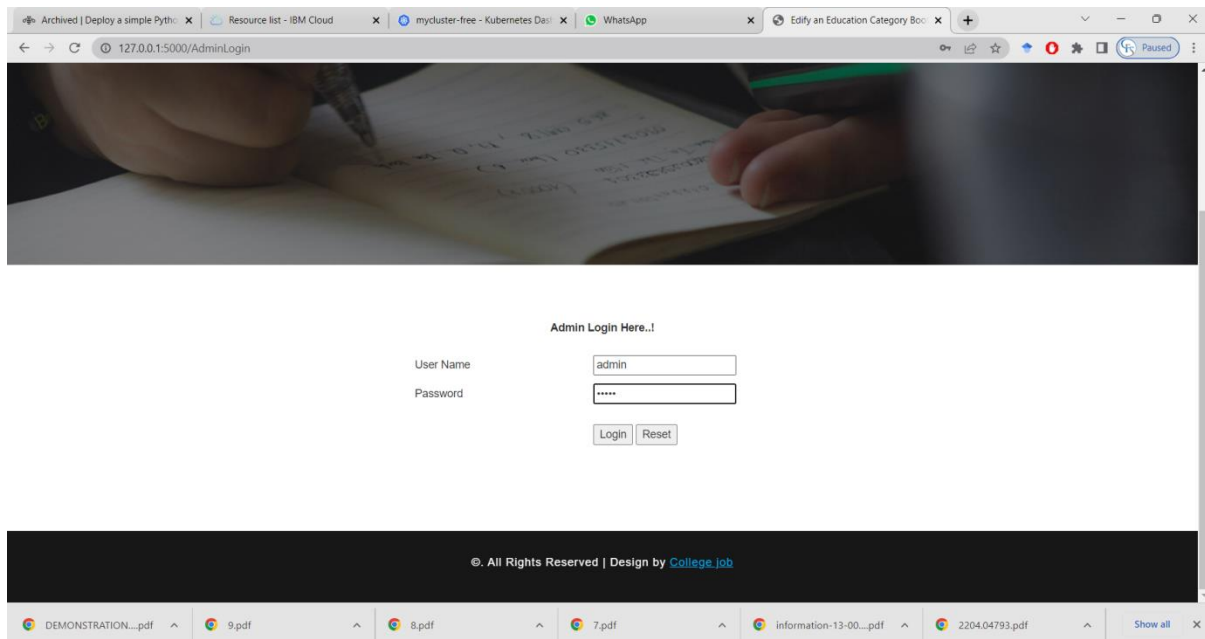 Archived | Deploy a simple Pytho
Resource list - IBM Cloud
mycluster-free - Kubernetes Das
WhatsApp
Edify an Education Category Boo
127.0.0.1:5000/AdminLogin
Paused
Admin Login Here..!
User Name admin
Password •••••
Login Reset
©. All Rights Reserved | Design by College job
DEMONSTRATION....pdf 9.pdf 8.pdf 7.pdf information-13-00....pdf 2204.04793.pdf Show all